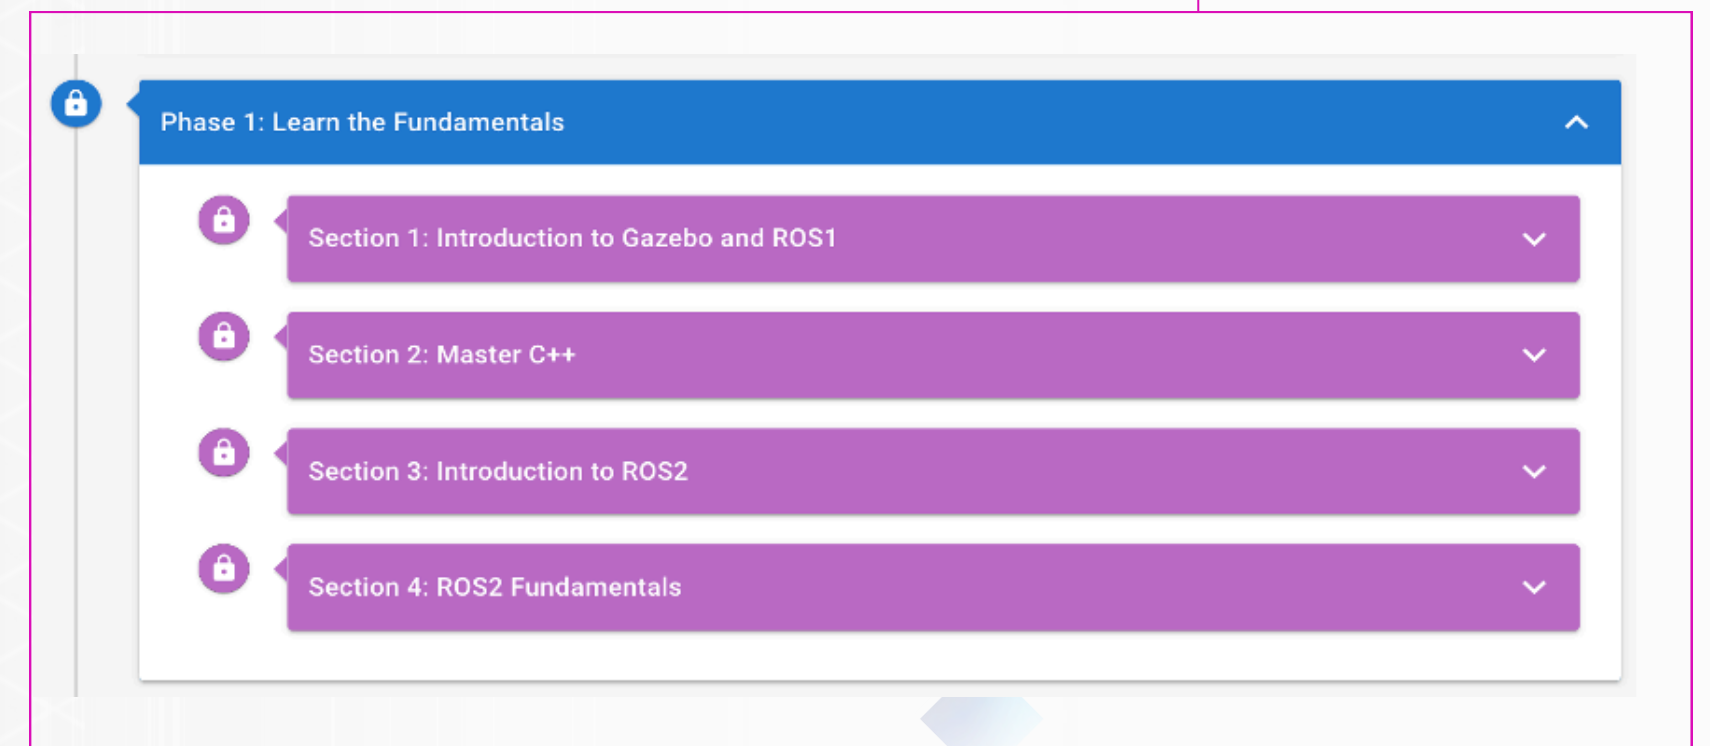 Phase 1: Learn the Fundamentals
Section 1: Introduction to Gazebo and ROS1
Section 2: Master C++
Section 3: Introduction to ROS2
Section 4: ROS2 Fundamentals